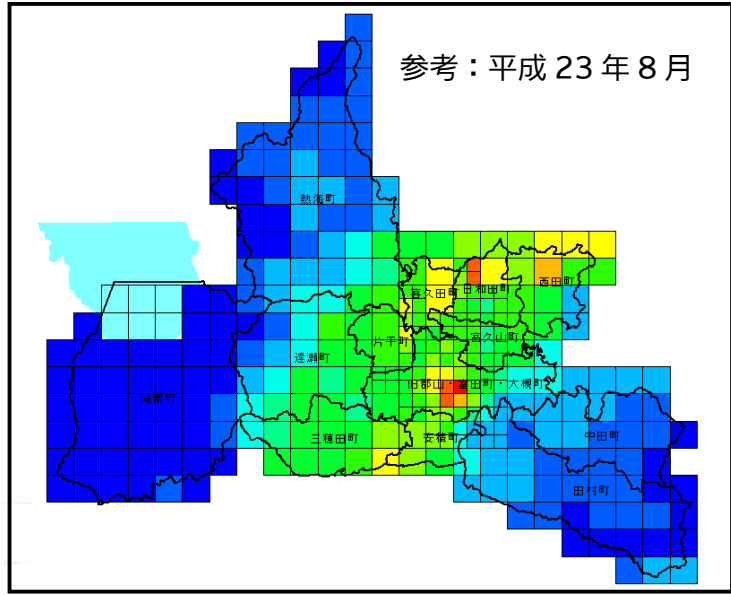 参考：平成 23 年 8 月
熱海町
西田町
日和田町
喜久田町
富久山町
片平町
逢瀬町
旧郡山・富田町・大槻町
湖南町
三穂田町
安積町
中田町
田村町